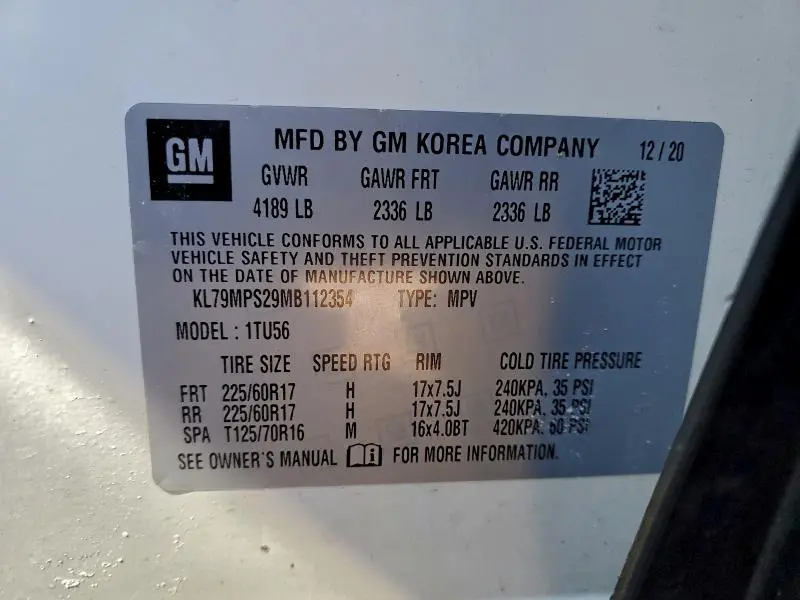 GM MFD BY GM KOREA COMPANY 12 / 20
GVWR GAWR FRT GAWR RR
4189 LB 2336 LB 2336 LB
THIS VEHICLE CONFORMS TO ALL APPLICABLE U.S. FEDERAL MOTOR
VEHICLE SAFETY AND THEFT PREVENTION STANDARDS IN EFFECT
ON THE DATE OF MANUFACTURE SHOWN ABOVE.
KL79MPS29MB112354 TYPE: MPV
MODEL : 1TU56
TIRE SIZE SPEED RTG RIM COLD TIRE PRESSURE
FRT 225/60R17 H 17x7.5J 240KPA, 35 PSI
RR 225/60R17 H 17x7.5J 240KPA, 35 PSI
SPA T125/70R16 M 16x4.0BT 420KPA, 60 PSI
SEE OWNER'S MANUAL i FOR MORE INFORMATION.